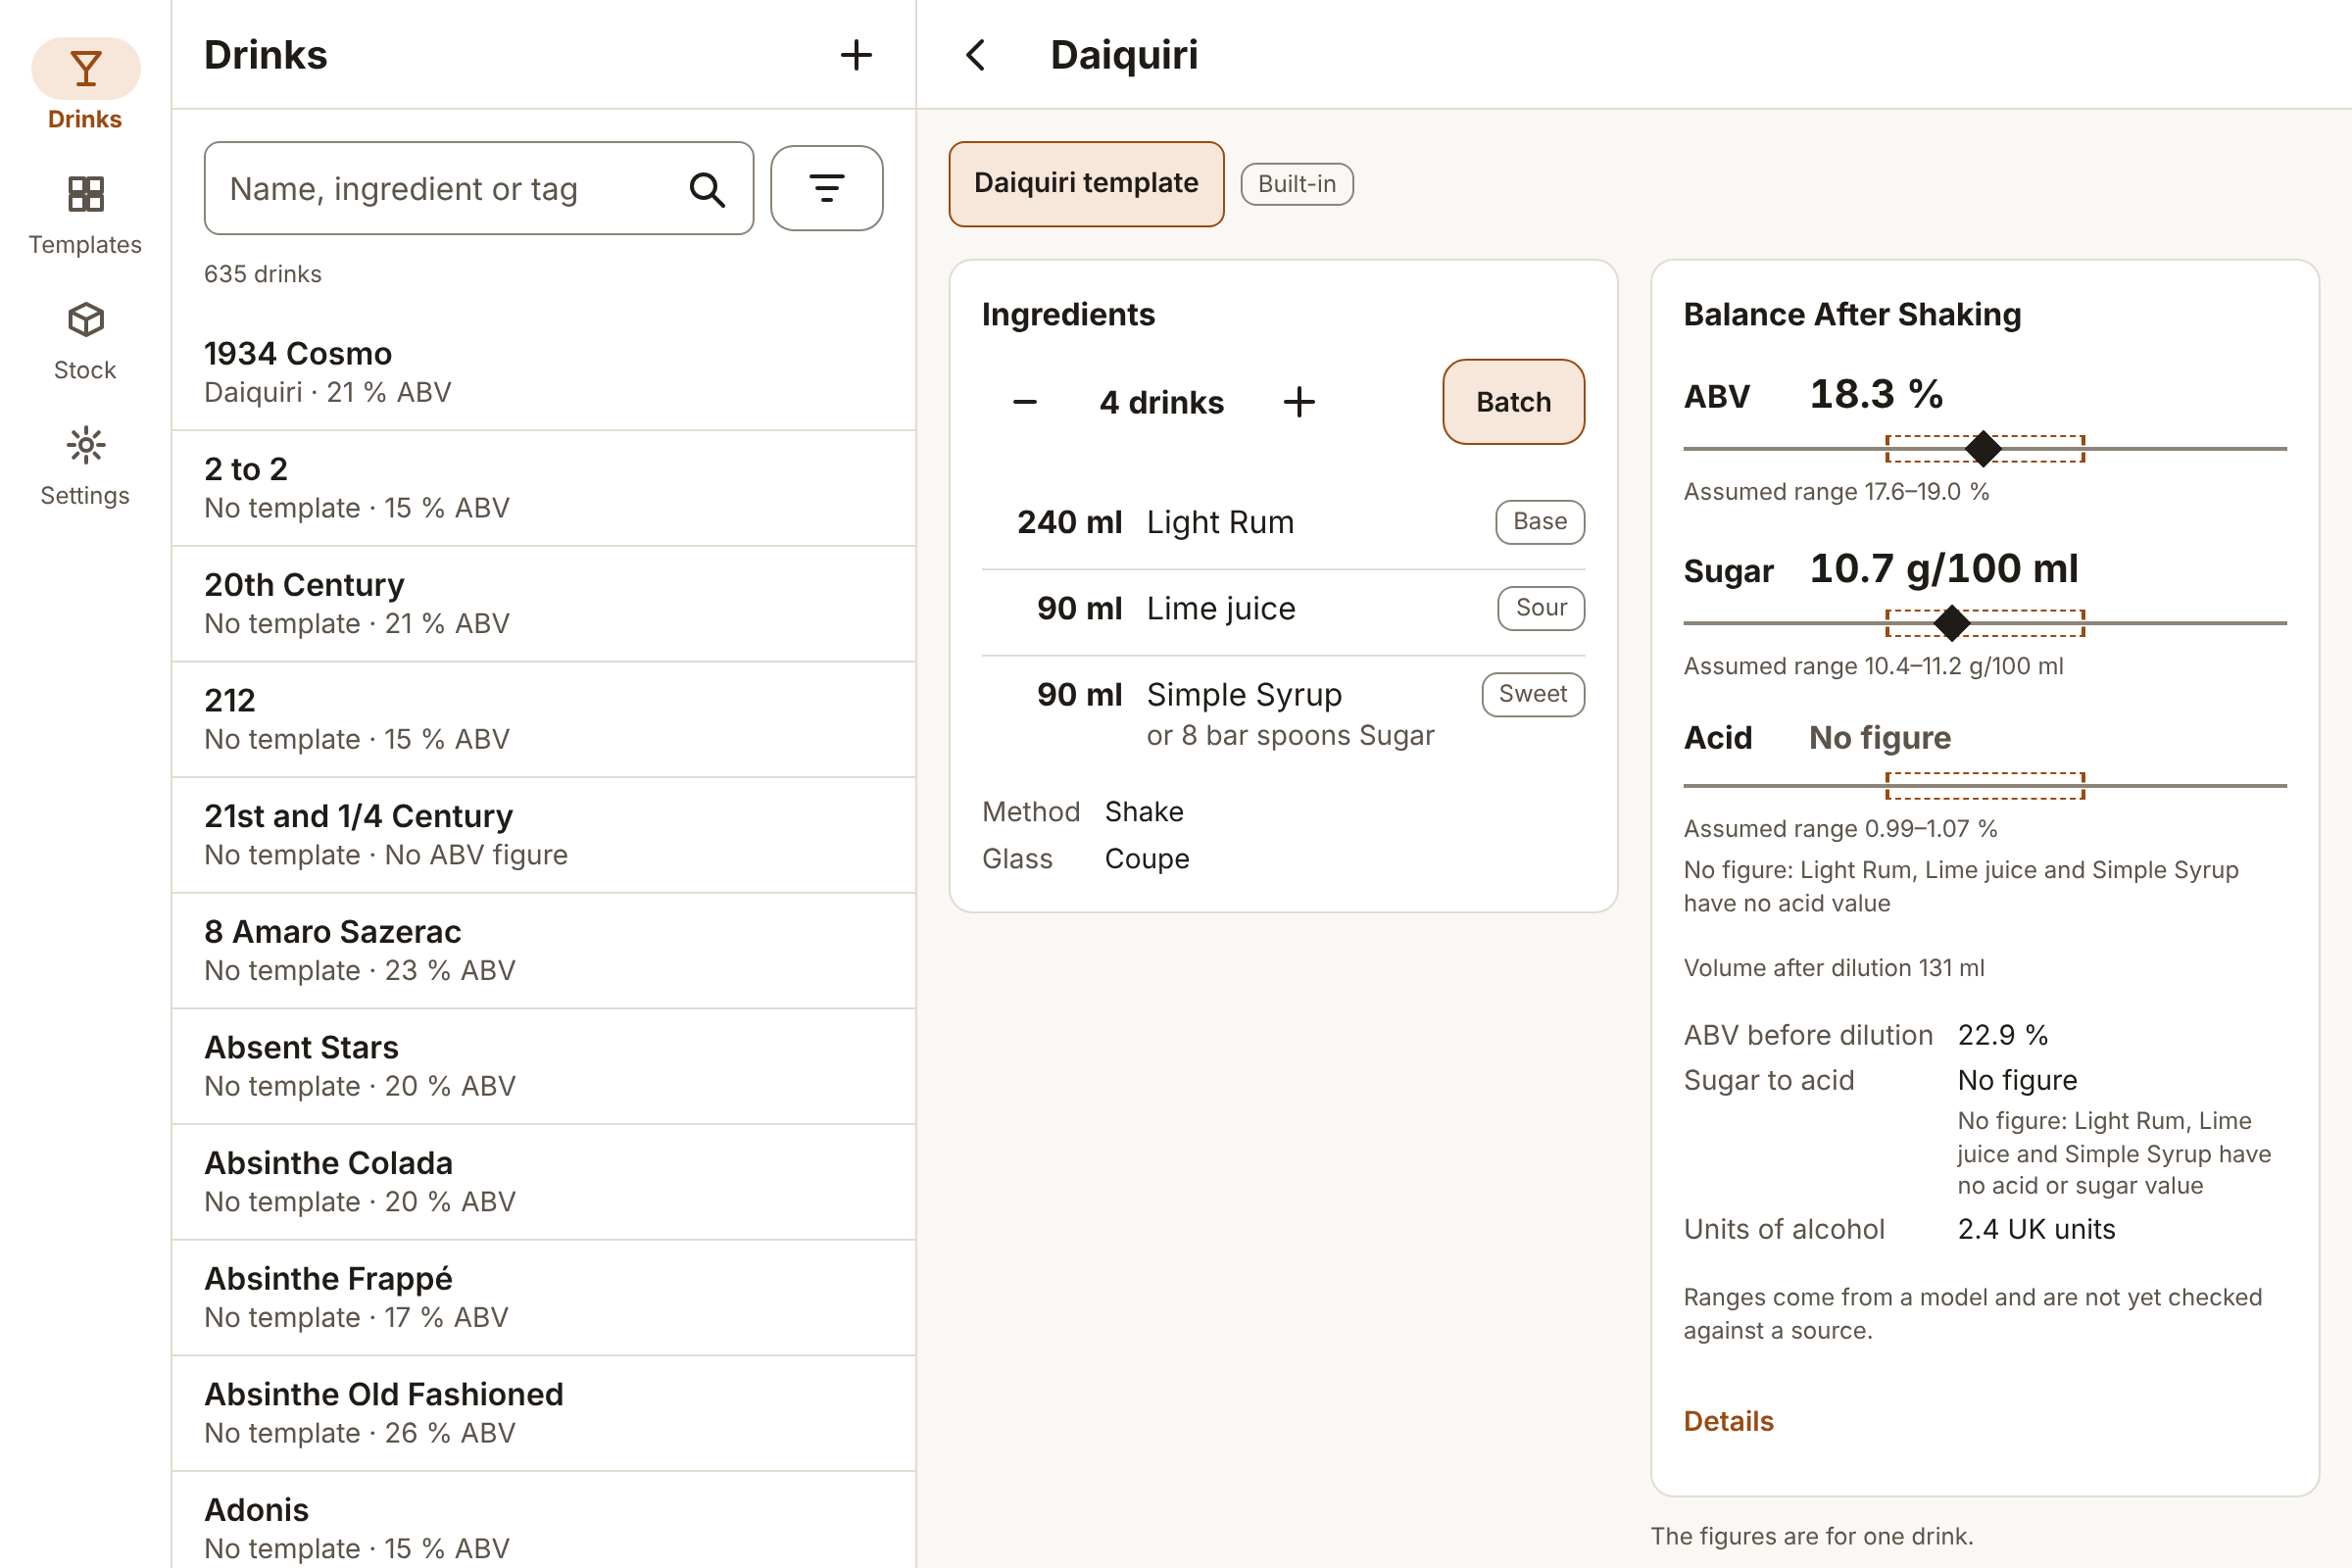 Drinks
Templates
Stock
Settings
Drinks
Name, ingredient or tag
635 drinks
1934 Cosmo
Daiquiri · 21 % ABV
2 to 2
No template · 15 % ABV
20th Century
No template · 21 % ABV
212
No template · 15 % ABV
21st and 1/4 Century
No template · No ABV figure
8 Amaro Sazerac
No template · 23 % ABV
Absent Stars
No template · 20 % ABV
Absinthe Colada
No template · 20 % ABV
Absinthe Frappé
No template · 17 % ABV
Absinthe Old Fashioned
No template · 26 % ABV
Adonis
No template · 15 % ABV
Daiquiri
Daiquiri template
Built-in
Ingredients
4 drinks
Batch
240 ml Light Rum Base
90 ml Lime juice Sour
90 ml Simple Syrup Sweet
or 8 bar spoons Sugar
Method Shake
Glass Coupe
Balance After Shaking
ABV 18.3 %
Assumed range 17.6–19.0 %
Sugar 10.7 g/100 ml
Assumed range 10.4–11.2 g/100 ml
Acid No figure
Assumed range 0.99–1.07 %
No figure: Light Rum, Lime juice and Simple Syrup
have no acid value
Volume after dilution 131 ml
ABV before dilution 22.9 %
Sugar to acid No figure
No figure: Light Rum, Lime
juice and Simple Syrup have
no acid or sugar value
Units of alcohol 2.4 UK units
Ranges come from a model and are not yet checked
against a source.
Details
The figures are for one drink.